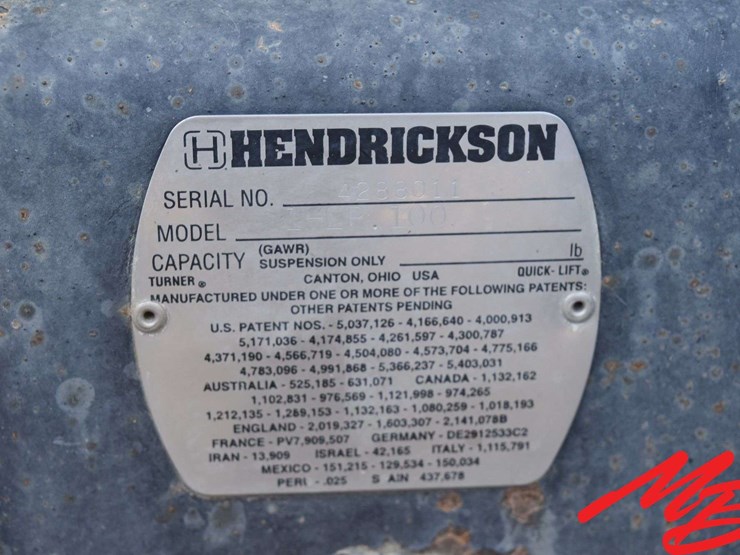 H HENDRICKSON
SERIAL NO.
MODEL 100
CAPACITY (GAWR) SUSPENSION ONLY lb
TURNER ® CANTON, OHIO USA QUICK-LIFT®
MANUFACTURED UNDER ONE OR MORE OF THE FOLLOWING PATENTS:
OTHER PATENTS PENDING
U.S. PATENT NOS. - 5,037,126 - 4,166,640 - 4,000,913
5,171,036 - 4,174,855 - 4,261,597 - 4,300,787
4,371,190 - 4,566,719 - 4,504,080 - 4,573,704 - 4,775,166
4,783,096 - 4,991,868 - 5,366,237 - 5,403,031
AUSTRALIA - 525,185 - 631,071 CANADA - 1,132,162
1,102,831 - 976,569 - 1,121,998 - 974,265
1,212,135 - 1,289,153 - 1,132,163 - 1,080,259 - 1,018,193
ENGLAND - 2,019,327 - 1,603,307 - 2,141,078B
FRANCE - PV7,909,507 GERMANY - DE2912533C2
IRAN - 13,909 ISRAEL - 42,165 ITALY - 1,115,791
MEXICO - 151,215 - 129,534 - 150,034
PERU - .025 S AIN 437,678